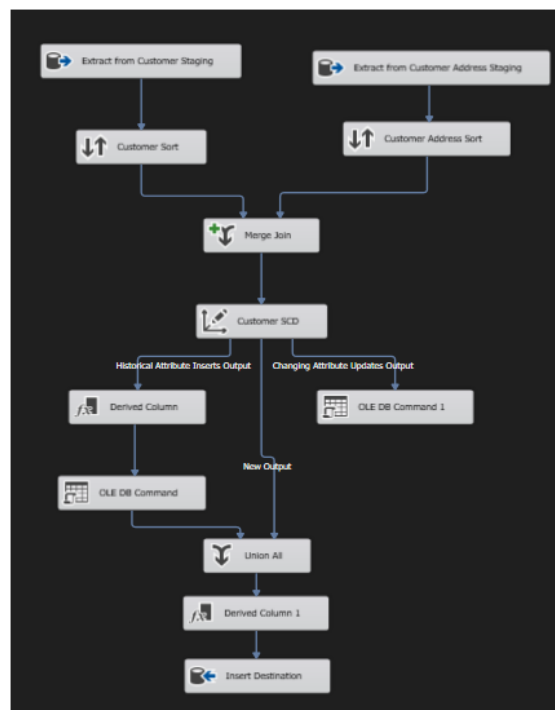 Extract from Customer Staging
Extract from Customer Address Staging
Customer Sort
Customer Address Sort
Merge Join
Customer SCD
Historical Attribute Inserts Output
Changing Attribute Updates Output
Derived Column
OLE DB Command 1
New Output
OLE DB Command
Union All
Derived Column 1
Insert Destination